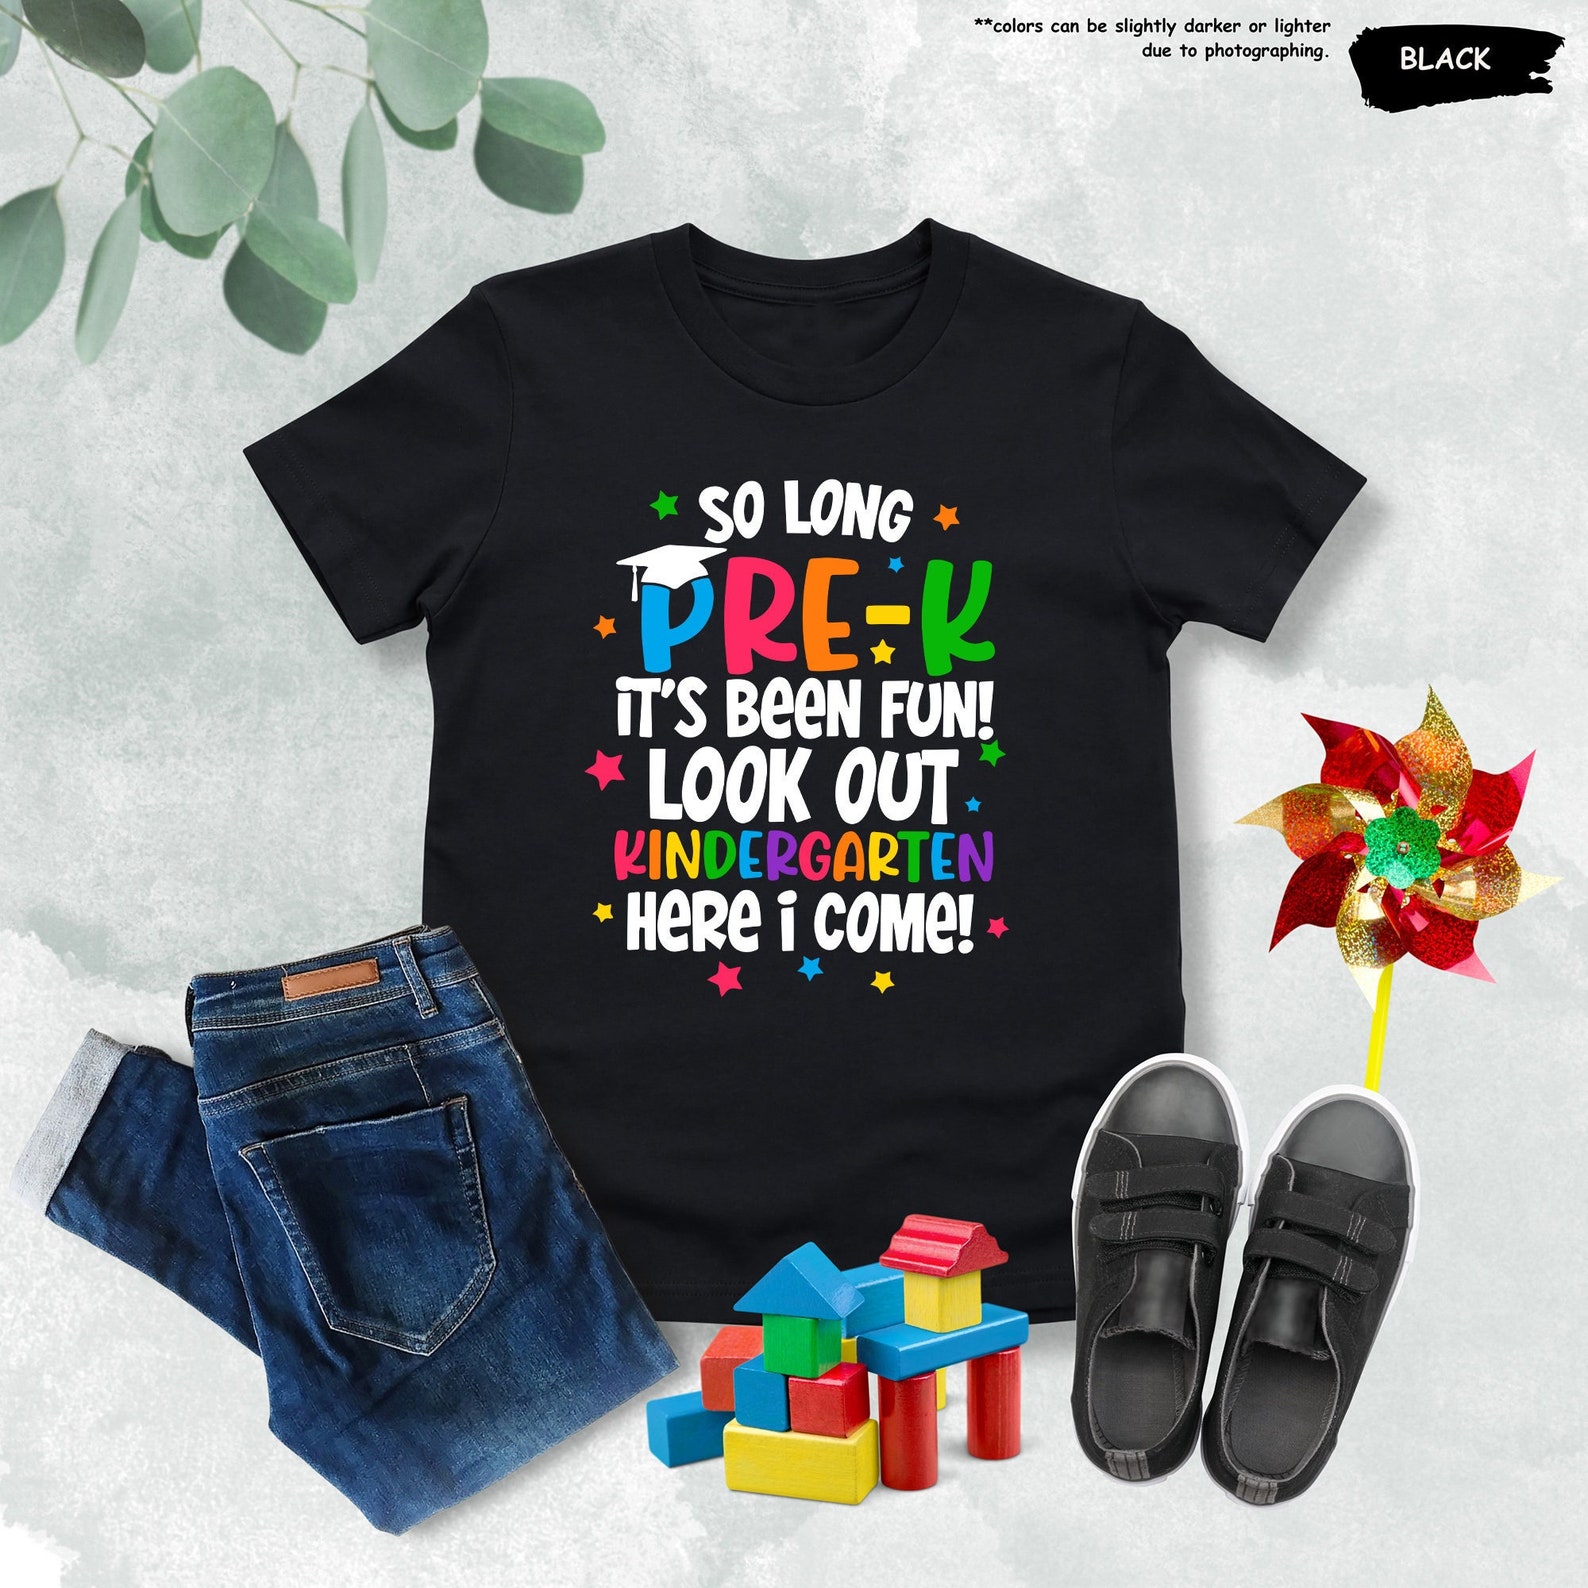 **colors can be slightly darker or lighter
due to photographing.
BLACK
SO LONG
PRE-K
iT'S BeeN FUN!
LOOK OUT
KINDERGARTEN
HeRe i COMe!